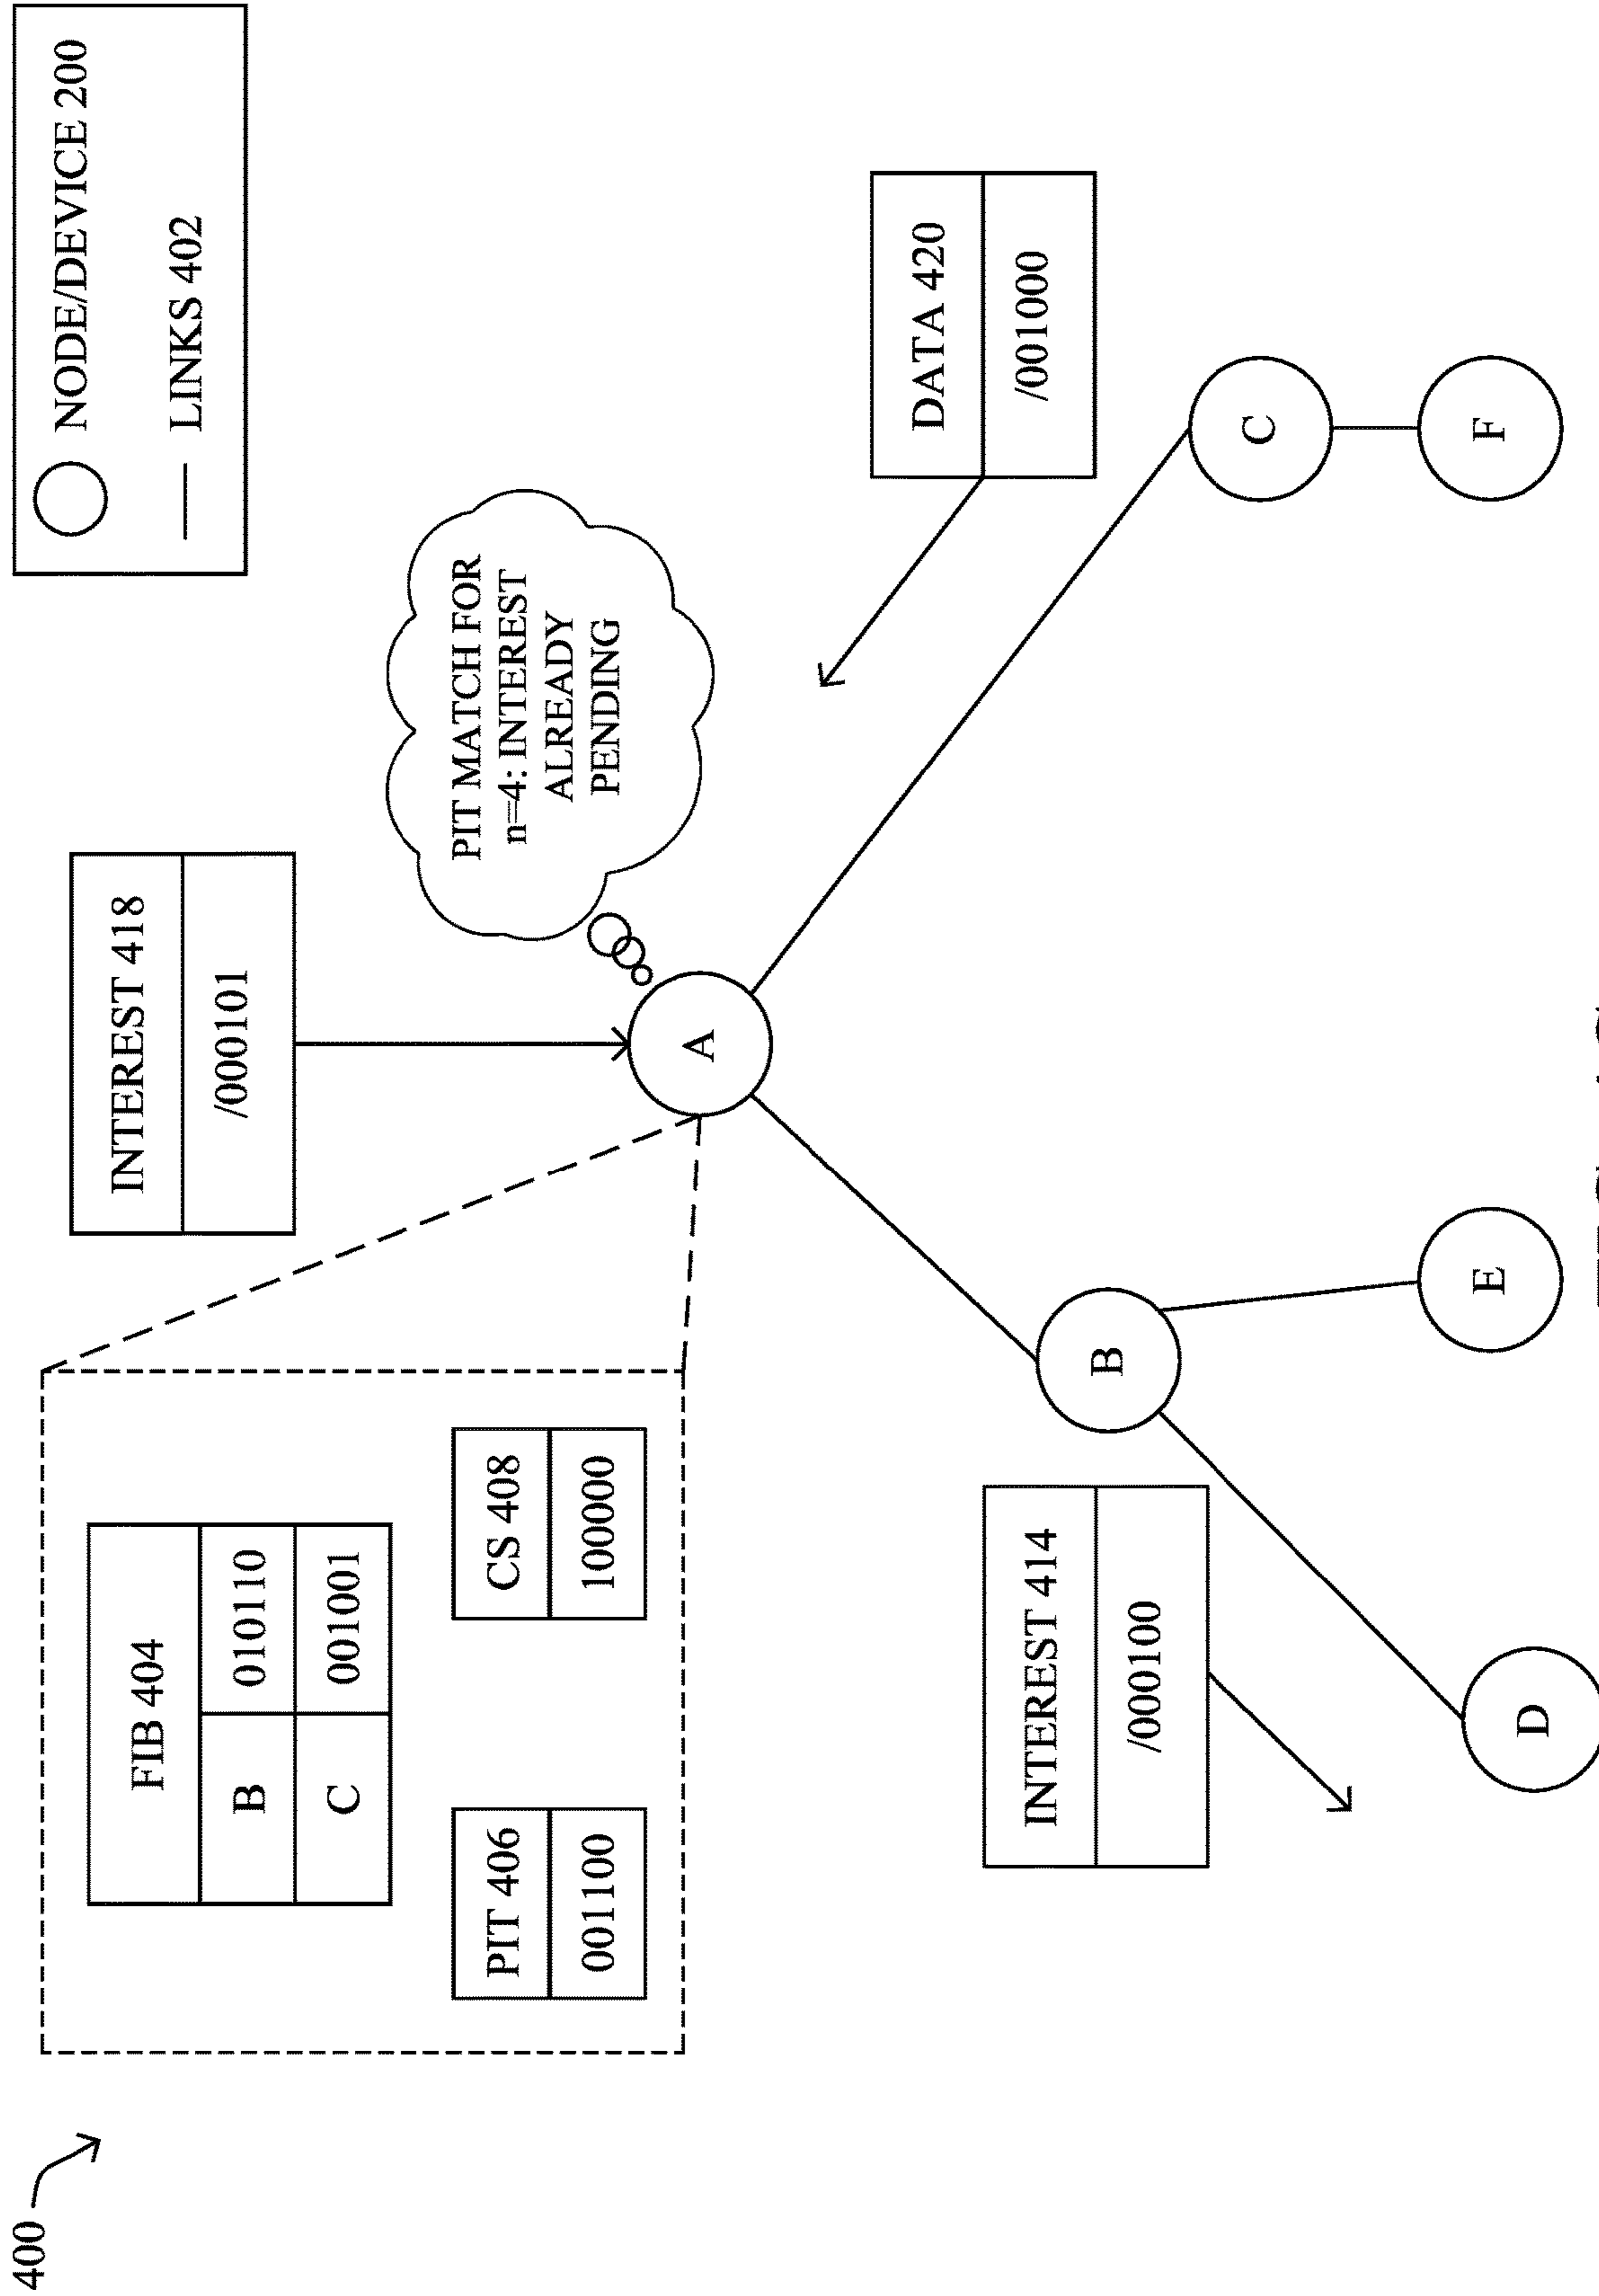 400
FIB 404
B 010110
C 001001
PIT 406
001100
CS 408
100000
INTEREST 418
/000101
NODE/DEVICE 200
LINKS 402
PIT MATCH FOR
n=4: INTEREST
ALREADY
PENDING
A
INTEREST 414
/000100
DATA 420
/001000
B
C
D
E
F